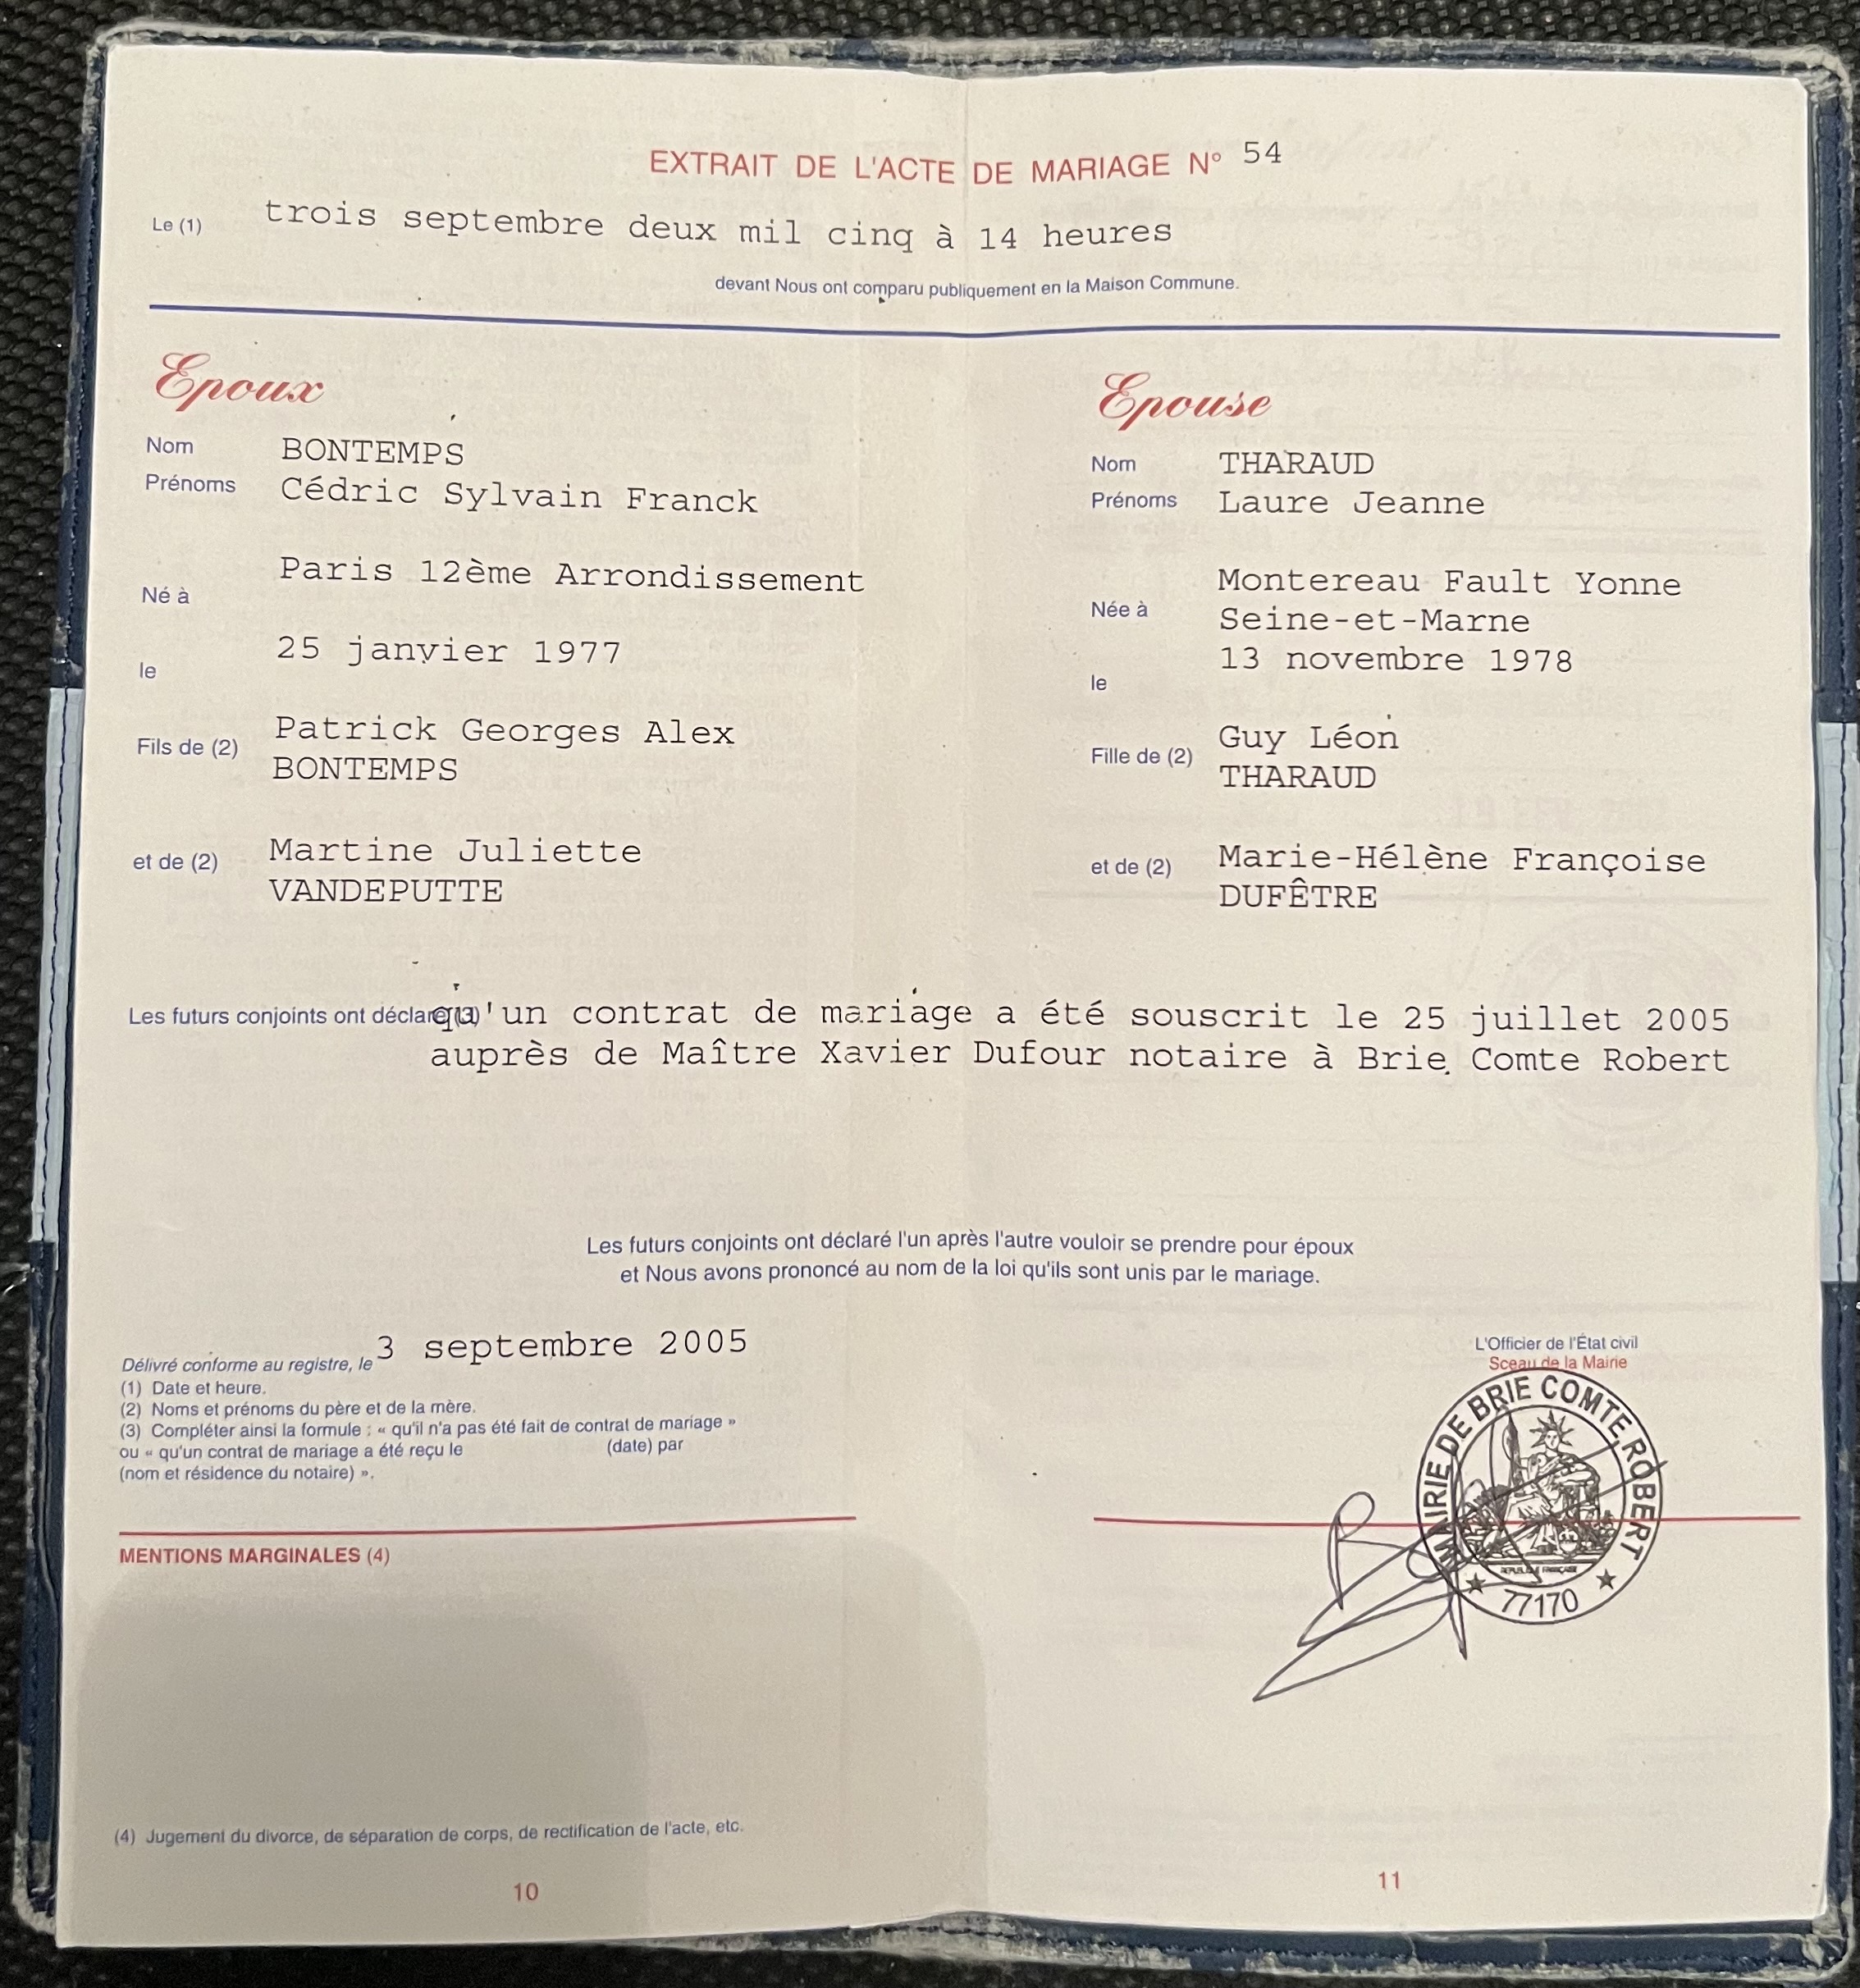 EXTRAIT DE L'ACTE DE MARIAGE N° 54
Le (1) trois septembre deux mil cinq à 14 heures
devant Nous ont comparu publiquement en la Maison Commune.
Epoux
Nom BONTEMPS
Prénoms Cédric Sylvain Franck
Né à Paris 12ème Arrondissement
le 25 janvier 1977
Fils de (2) Patrick Georges Alex
BONTEMPS
et de (2) Martine Juliette
VANDEPUTTE
Epouse
Nom THARAUD
Prénoms Laure Jeanne
Née à Montereau Fault Yonne
Seine-et-Marne
le 13 novembre 1978
Fille de (2) Guy Léon
THARAUD
et de (2) Marie-Hélène Françoise
DUFÊTRE
Les futurs conjoints ont déclaré (3) qu'un contrat de mariage a été souscrit le 25 juillet 2005
auprès de Maître Xavier Dufour notaire à Brie Comte Robert
Les futurs conjoints ont déclaré l'un après l'autre vouloir se prendre pour époux
et Nous avons prononcé au nom de la loi qu'ils sont unis par le mariage.
Délivré conforme au registre, le 3 septembre 2005
(1) Date et heure.
(2) Noms et prénoms du père et de la mère.
(3) Compléter ainsi la formule : « qu'il n'a pas été fait de contrat de mariage »
ou « qu'un contrat de mariage a été reçu le (date) par
(nom et résidence du notaire) ».
L'Officier de l'État civil
Sceau de la Mairie
MAIRIE DE BRIE COMTE ROBERT
REPUBLIQUE FRANÇAISE
★ 77170 ★
MENTIONS MARGINALES (4)
(4) Jugement du divorce, de séparation de corps, de rectification de l'acte, etc.
10
11